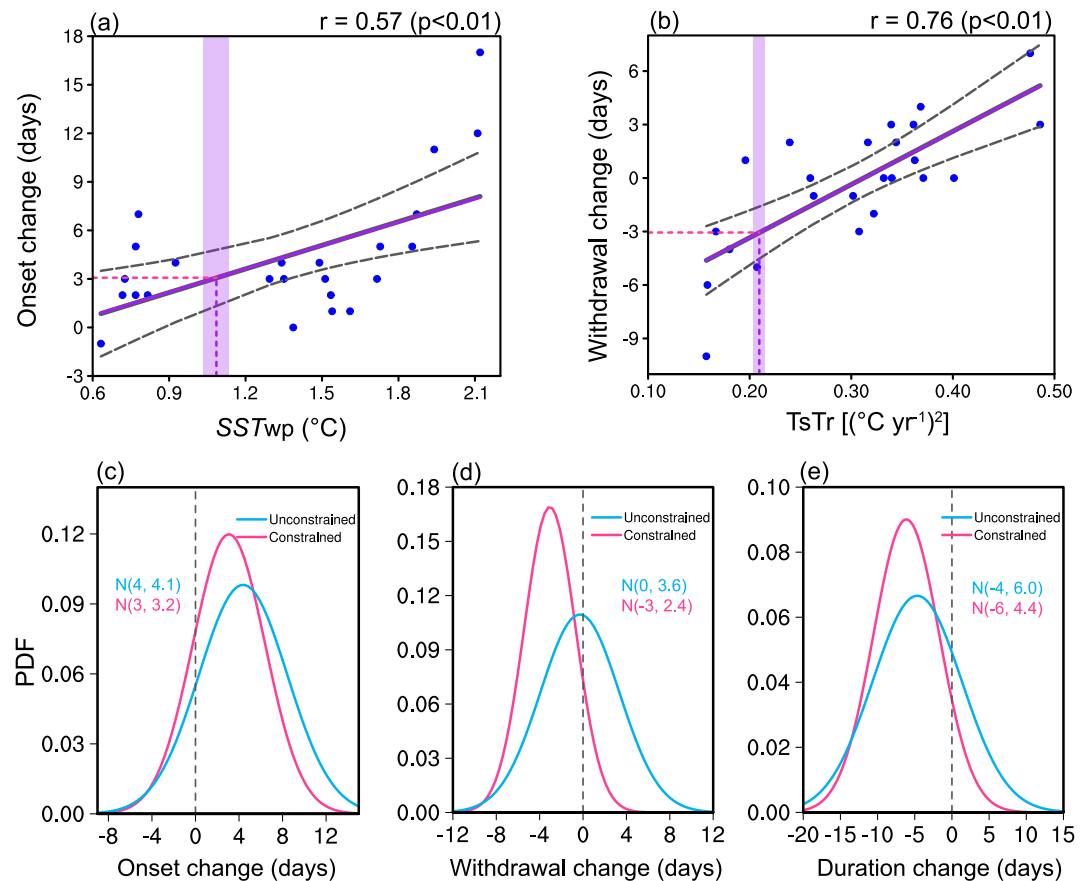 (a) r = 0.57 (p<0.01)
18
15
12
9
6
3
0
-3
Onset change (days)
0.6 0.9 1.2 1.5 1.8 2.1
SSTwp (°C)
(b) r = 0.76 (p<0.01)
6
3
0
-3
-6
-9
Withdrawal change (days)
0.10 0.20 0.30 0.40 0.50
TsTr [(°C yr⁻¹)²]
(c)
Unconstrained
Constrained
N(4, 4.1)
N(3, 3.2)
0.12
0.09
0.06
0.03
0.00
PDF
-8 -4 0 4 8 12
Onset change (days)
(d)
Unconstrained
Constrained
N(0, 3.6)
N(-3, 2.4)
0.18
0.15
0.12
0.09
0.06
0.03
0.00
-12 -8 -4 0 4 8 12
Withdrawal change (days)
(e)
Unconstrained
Constrained
N(-4, 6.0)
N(-6, 4.4)
0.10
0.08
0.06
0.04
0.02
0.00
-20 -15 -10 -5 0 5 10 15
Duration change (days)